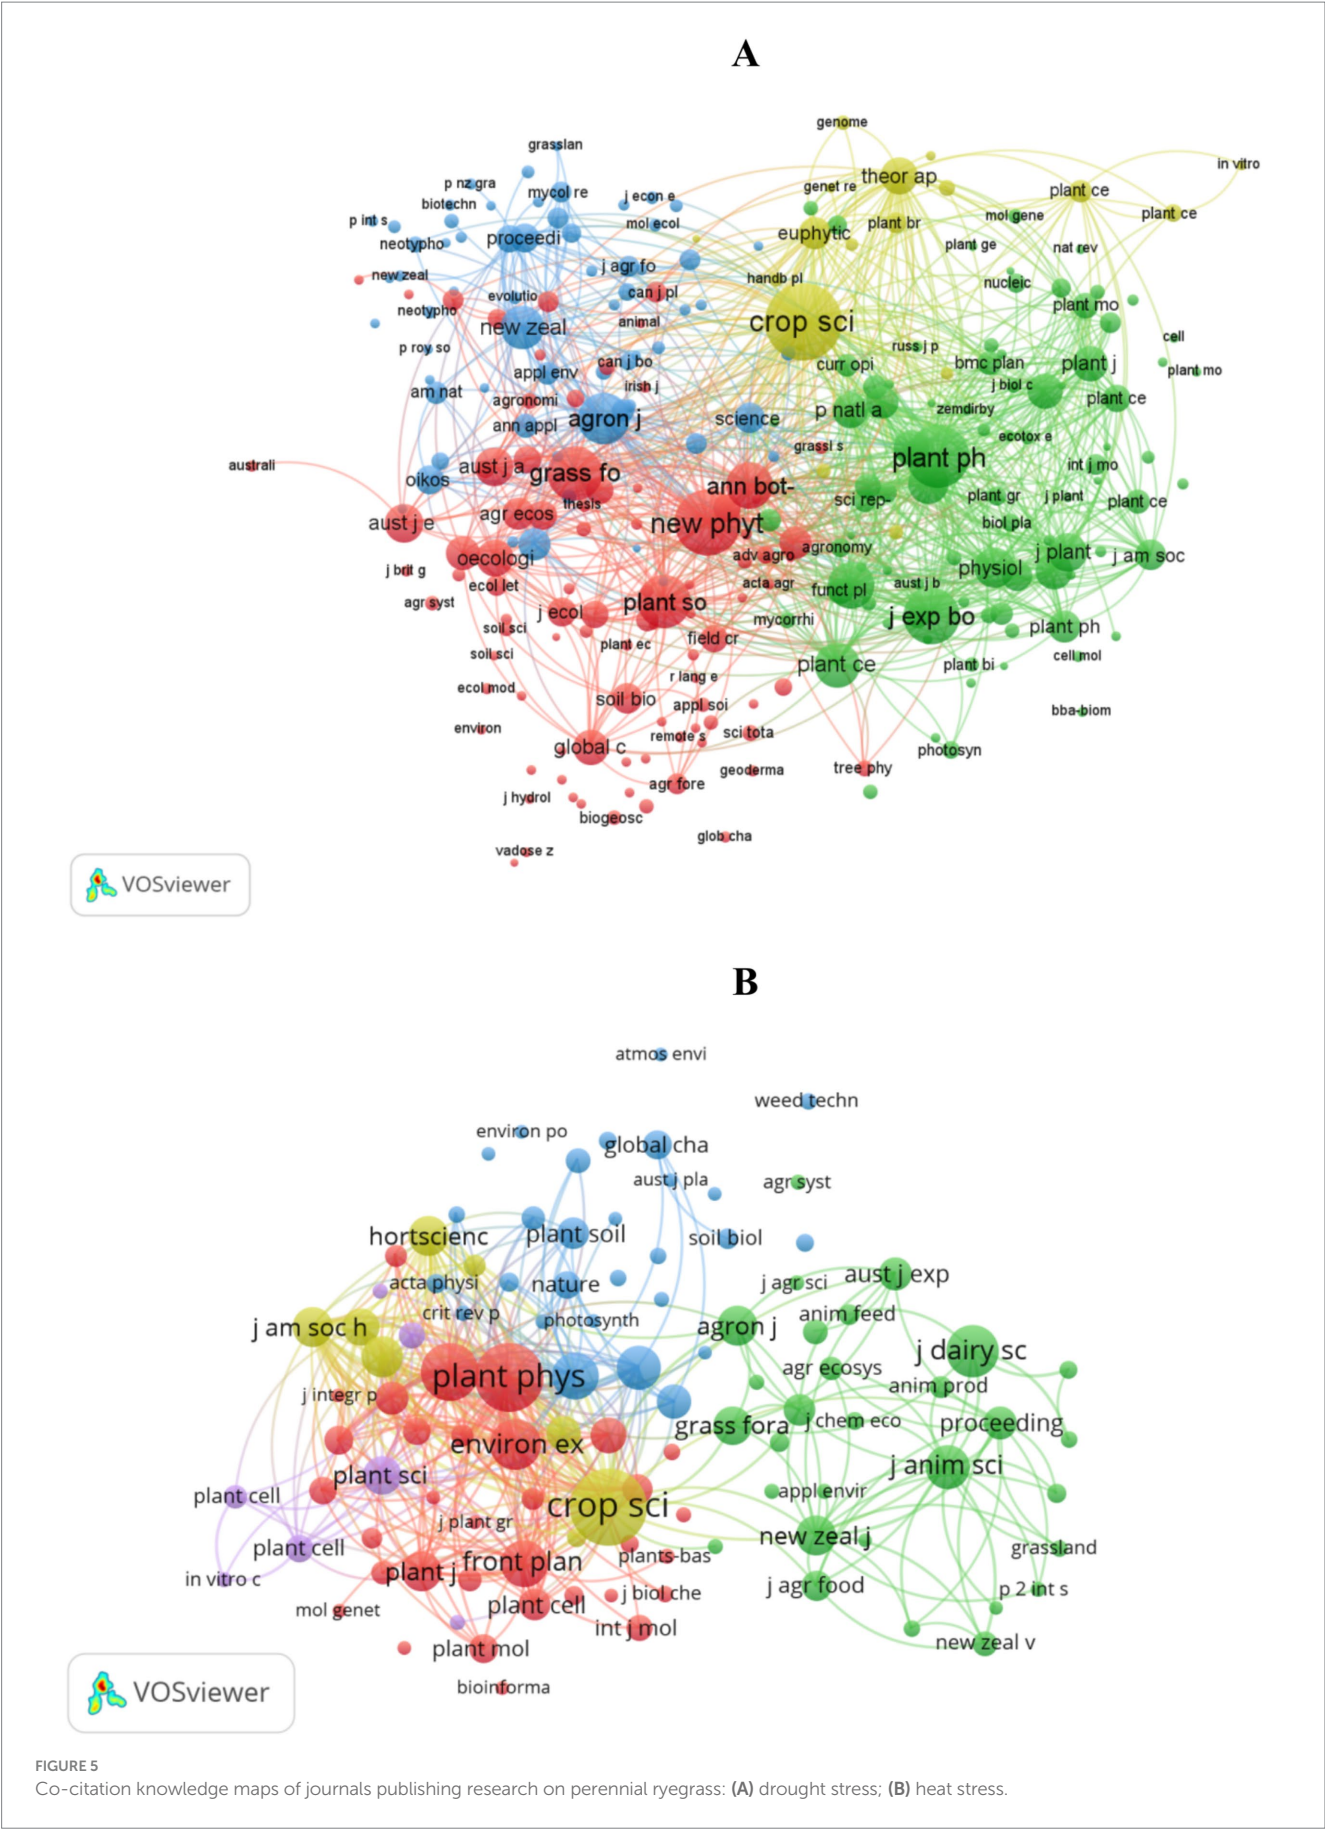 A
genome
grasslan
in vitro
theor ap
p nz gra
mycol re
genet re
plant ce
j econ e
biotechn
plant ce
p int s
mol ecol
plant br
mol gene
neotypho
proceedi
euphytic
plant ge
nat rev
new zeal
j agr fo
handb pl
nucleic
evolutio
can j pl
plant mo
neotypho
new zeal
animal
crop sci
cell
p roy so
can j bo
curr opi
russ j p
bmc plan
plant j
plant mo
appl env
am nat
irish j
j biol c
agronomi
plant ce
ann appl
agron j
science
p natl a
zemdirby
australi
aust j a
grass fo
grassl s
plant ph
ecotox e
int j mo
oikos
ann bot-
sci rep-
plant gr
j plant
plant ce
thesis
aust j e
agr ecos
new phyt
biol pla
oecologi
adv agro
agronomy
physiol
j plant
j am soc
j brit g
ecol let
acta agr
funct pl
aust j b
agr syst
j ecol
plant so
mycorrhi
j exp bo
soil sci
plant ec
field cr
plant ph
soil sci
plant ce
plant bi
cell mol
ecol mod
r lang e
soil bio
appl soi
bba-biom
environ
global c
remote s
sci tota
photosyn
agr fore
geoderma
tree phy
j hydrol
biogeosc
glob cha
vadose z
VOSviewer
B
atmos envi
weed techn
environ po
global cha
aust j pla
agr syst
hortscienc
plant soil
soil biol
acta physi
nature
j agr sci
aust j exp
crit rev p
photosynth
anim feed
j am soc h
agron j
j dairy sc
plant phys
agr ecosys
j integr p
anim prod
grass fora
j chem eco
proceeding
environ ex
plant sci
j anim sci
plant cell
crop sci
appl envir
j plant gr
new zeal j
plant cell
grassland
in vitro c
plant j
front plan
plants-bas
j agr food
p 2 int s
mol genet
plant cell
j biol che
int j mol
plant mol
new zeal v
bioinforma
VOSviewer
FIGURE 5
Co-citation knowledge maps of journals publishing research on perennial ryegrass: (A) drought stress; (B) heat stress.